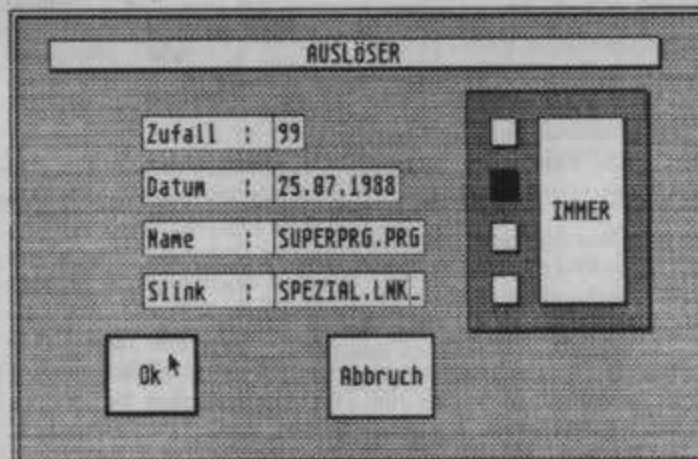 AUSLÖSER
Zufall : 99
Datum : 25.07.1988
Name : SUPERPRG.PRG
IMMER
Slink : SPEZIAL.LNK_
Ok
Abbruch